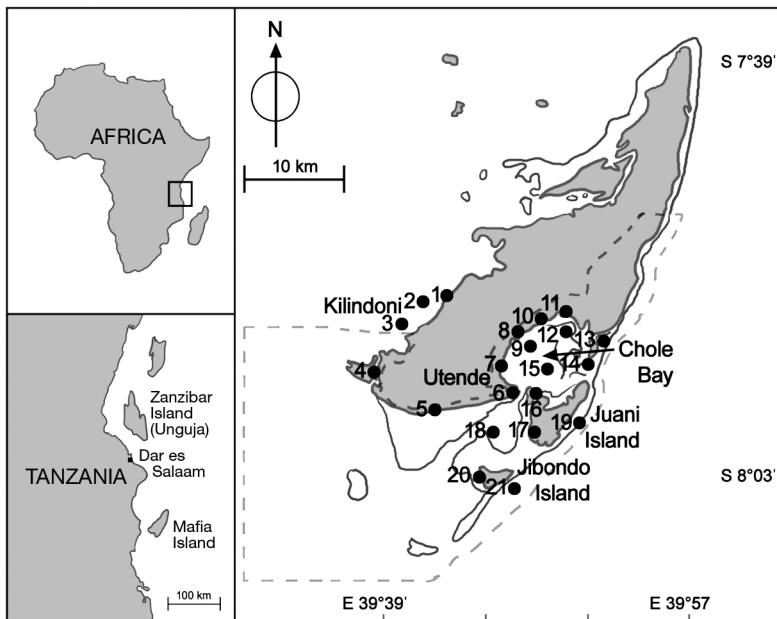 AFRICA
Zanzibar
Island
(Unguja)
Dar es
Salaam
TANZANIA
Mafia
Island
100 km
N
10 km
S 7°39'
Kilindoni
1
2
3
4
5
6
7
8
9
10
11
12
13
14
15
16
17
18
19
20
21
Utende
Chole
Bay
Juani
Island
Jibondo
Island
S 8°03'
E 39°39'
E 39°57'